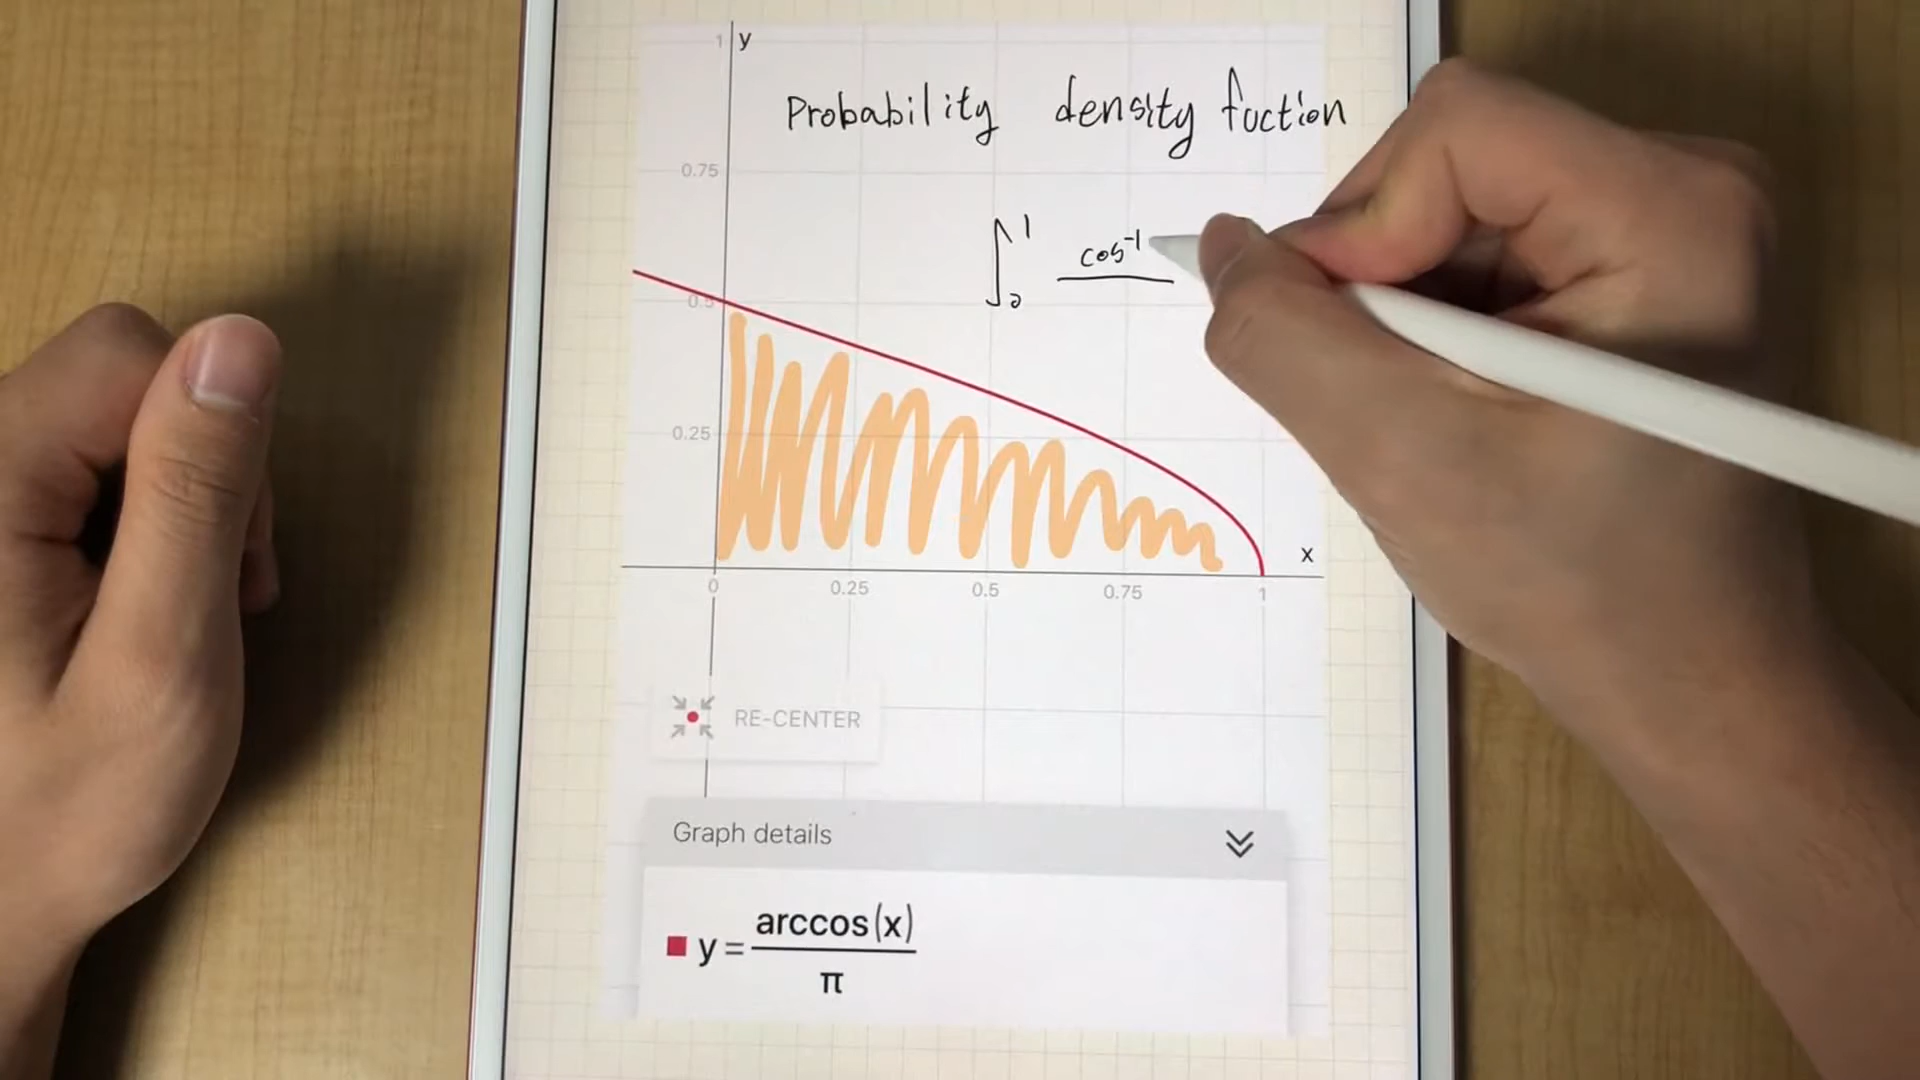 1 y
Probability density fuction
0.75
∫₀¹ cos⁻¹
0.5
0.25
x
0 0.25 0.5 0.75 1
RE-CENTER
Graph details
y = arccos(x)
π